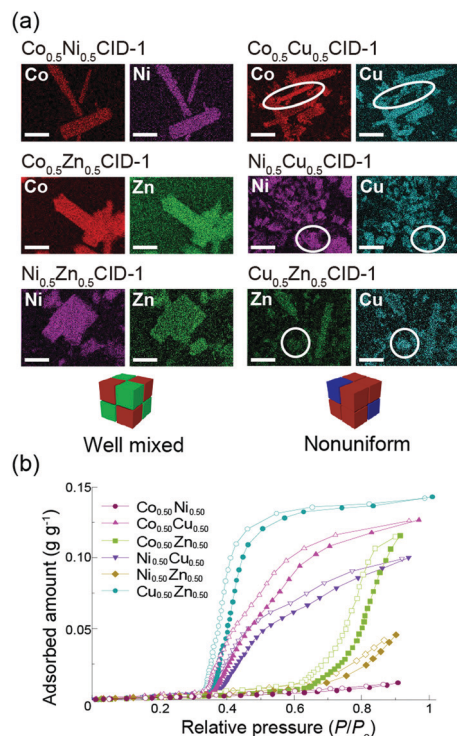 (a)
Co0.5Ni0.5CID-1
Co
Ni
Co0.5Cu0.5CID-1
Co
Cu
Co0.5Zn0.5CID-1
Co
Zn
Ni0.5Cu0.5CID-1
Ni
Cu
Ni0.5Zn0.5CID-1
Ni
Zn
Cu0.5Zn0.5CID-1
Zn
Cu
Well mixed
Nonuniform
(b)
Adsorbed amount (g g-1)
0.15
0.10
0.05
0
Co0.50Ni0.50
Co0.50Cu0.50
Co0.50Zn0.50
Ni0.50Cu0.50
Ni0.50Zn0.50
Cu0.50Zn0.50
0 0.2 0.4 0.6 0.8 1
Relative pressure (P/P